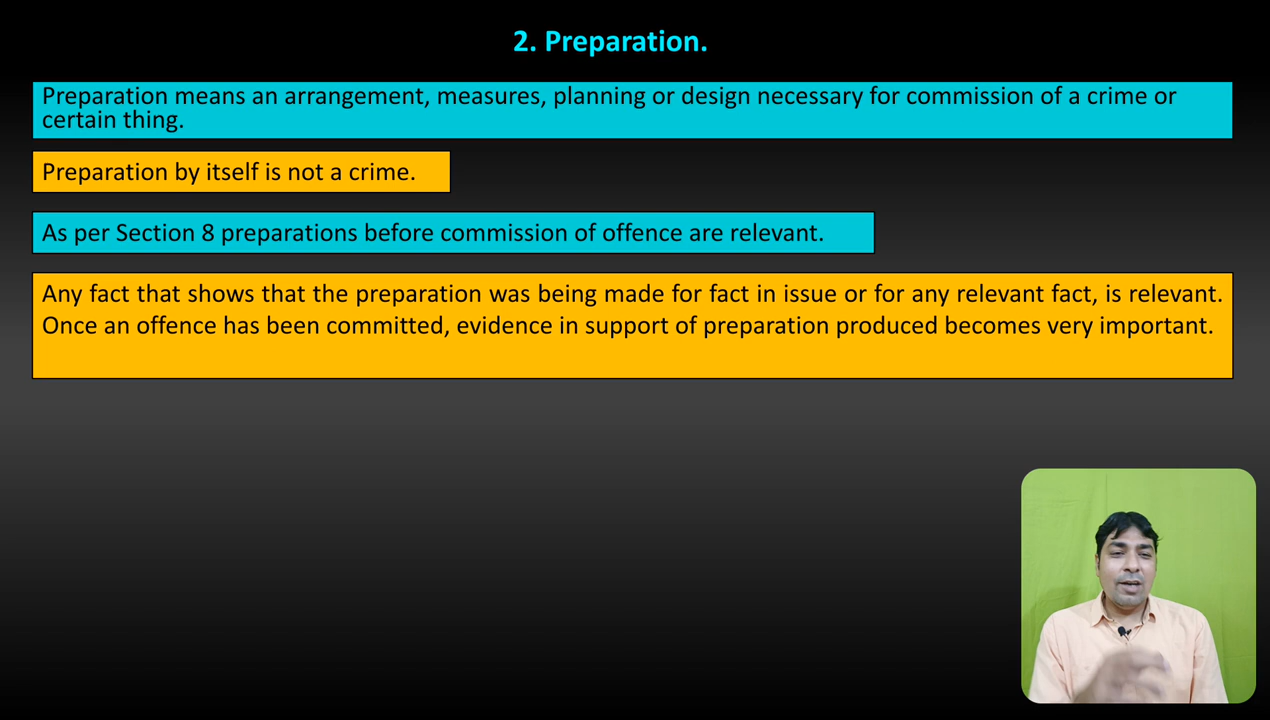 2. Preparation.
Preparation means an arrangement, measures, planning or design necessary for commission of a crime or
certain thing.
Preparation by itself is not a crime.
As per Section 8 preparations before commission of offence are relevant.
Any fact that shows that the preparation was being made for fact in issue or for any relevant fact, is relevant.
Once an offence has been committed, evidence in support of preparation produced becomes very important.